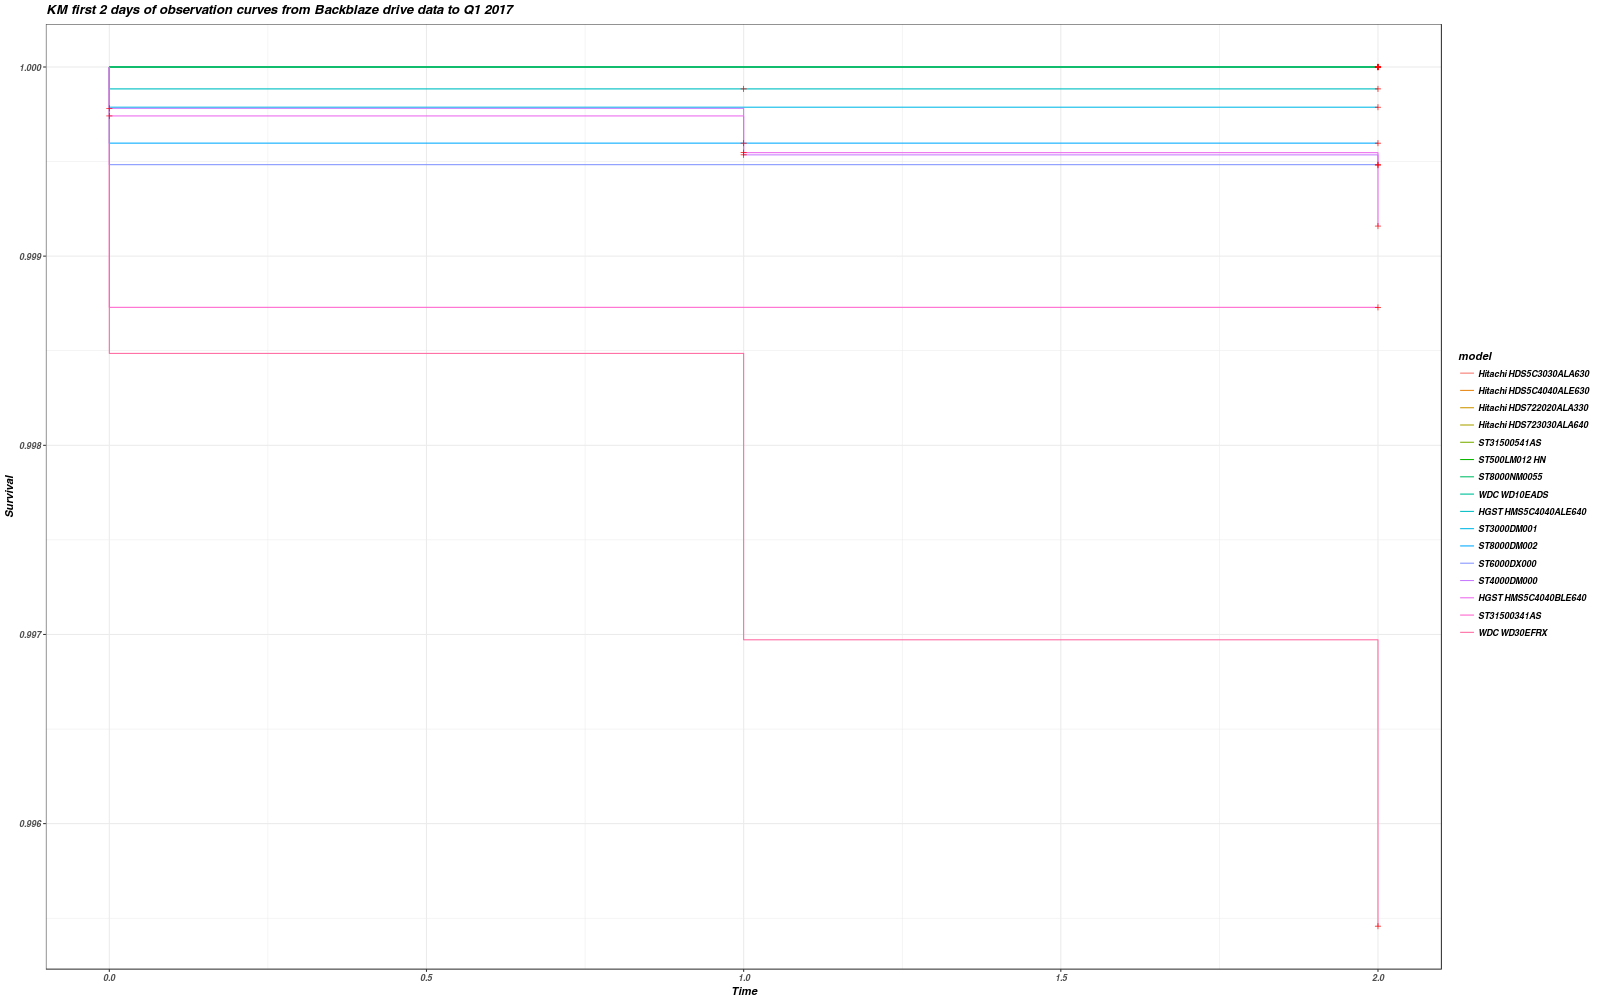 KM first 2 days of observation curves from Backblaze drive data to Q1 2017
1.000
0.999
0.998
0.997
0.996
Survival
0.0
0.5
1.0
1.5
2.0
Time
model
Hitachi HDS5C3030ALA630
Hitachi HDS5C4040ALE630
Hitachi HDS722020ALA330
Hitachi HDS723030ALA640
ST31500541AS
ST500LM012 HN
ST8000NM0055
WDC WD10EADS
HGST HMS5C4040ALE640
ST3000DM001
ST8000DM002
ST6000DX000
ST4000DM000
HGST HMS5C4040BLE640
ST31500341AS
WDC WD30EFRX